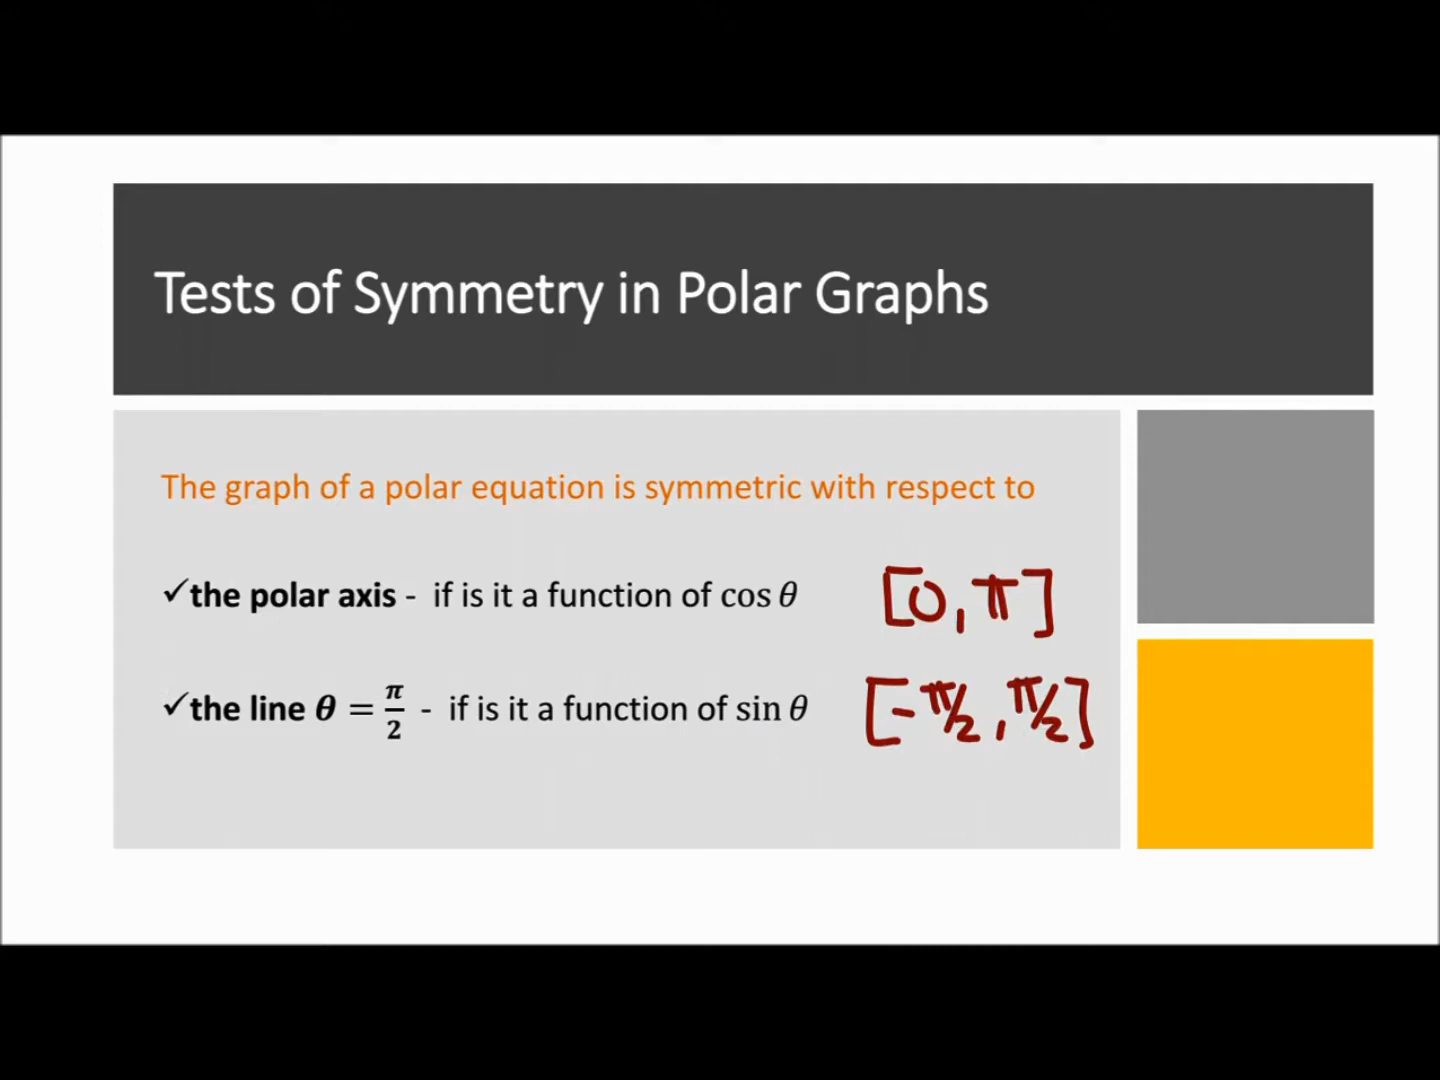 Tests of Symmetry in Polar Graphs
The graph of a polar equation is symmetric with respect to
✓the polar axis - if is it a function of cos θ [0, π]
✓the line θ = π/2 - if is it a function of sin θ [-π/2, π/2]